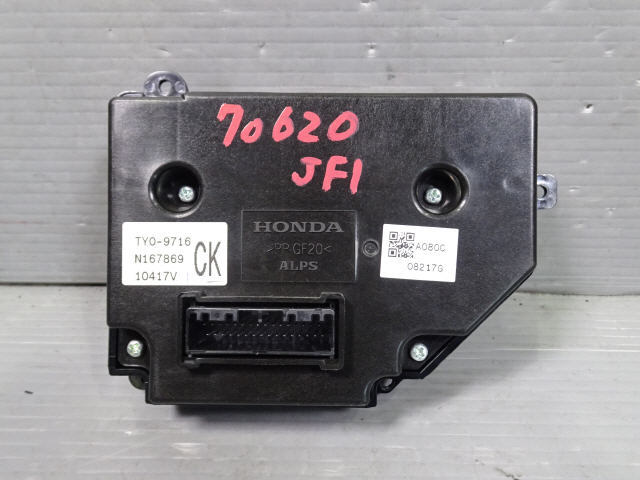 70620
JF1
HONDA
>PP GF20<
ALPS
TY0-9716
N167869
10417V
CK
A080C
08217G